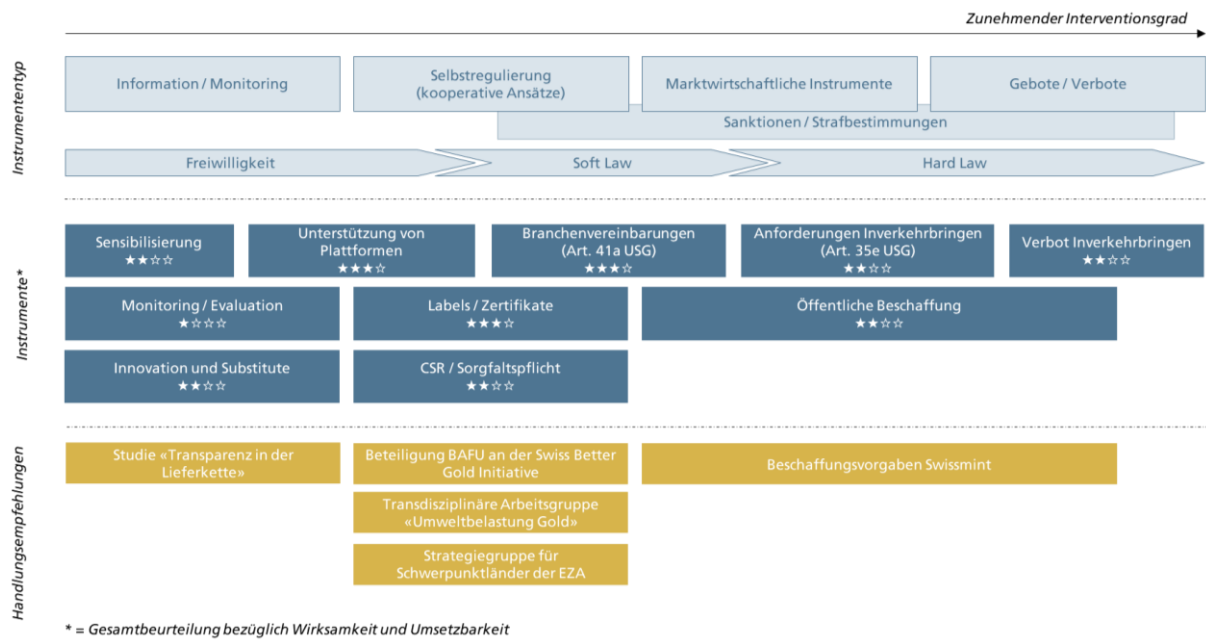 Zunehmender Interventionsgrad
Instrumententyp
Information / Monitoring
Selbstregulierung
(kooperative Ansätze)
Marktwirtschaftliche Instrumente
Gebote / Verbote
Sanktionen / Strafbestimmungen
Freiwilligkeit
Soft Law
Hard Law
Instrumente*
Sensibilisierung
★★☆☆
Unterstützung von
Plattformen
★★★☆
Branchenvereinbarungen
(Art. 41a USG)
★★★☆
Anforderungen Inverkehrbringen
(Art. 35e USG)
★★☆☆
Verbot Inverkehrbringen
★★☆☆
Monitoring / Evaluation
★☆☆☆
Labels / Zertifikate
★★★☆
Öffentliche Beschaffung
★★☆☆
Innovation und Substitute
★★☆☆
CSR / Sorgfaltspflicht
★★☆☆
Handlungsempfehlungen
Studie «Transparenz in der
Lieferkette»
Beteiligung BAFU an der Swiss Better
Gold Initiative
Beschaffungsvorgaben Swissmint
Transdisziplinäre Arbeitsgruppe
«Umweltbelastung Gold»
Strategiegruppe für
Schwerpunktländer der EZA
* = Gesamtbeurteilung bezüglich Wirksamkeit und Umsetzbarkeit